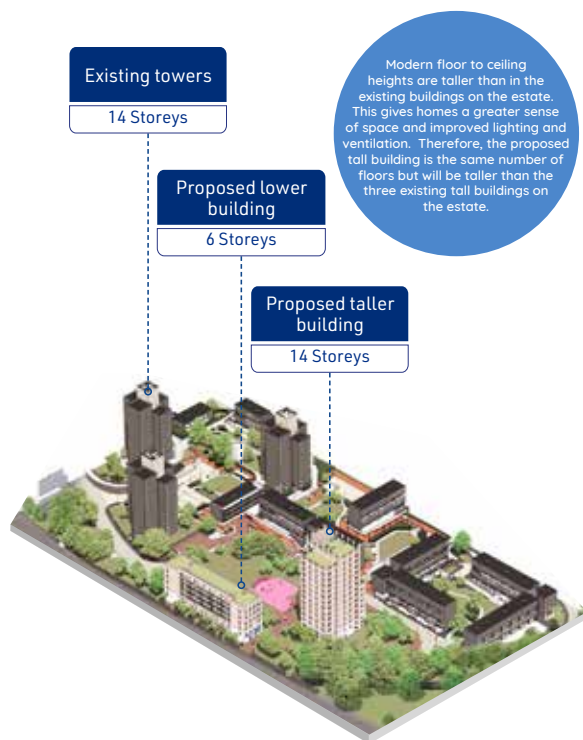 Existing towers
14 Storeys
Proposed lower
building
6 Storeys
Proposed taller
building
14 Storeys
Modern floor to ceiling
heights are taller than in the
existing buildings on the estate.
This gives homes a greater sense
of space and improved lighting and
ventilation. Therefore, the proposed
tall building is the same number of
floors but will be taller than the
three existing tall buildings on
the estate.